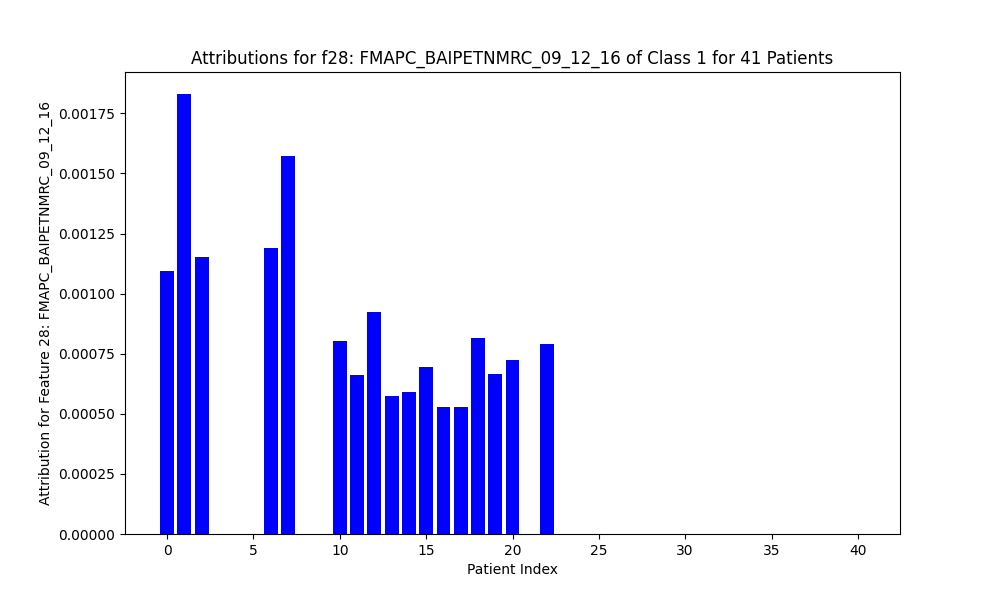 Attributions for f28: FMAPC_BAIPETNMRC_09_12_16 of Class 1 for 41 Patients
Attribution for Feature 28: FMAPC_BAIPETNMRC_09_12_16
0.00175
0.00150
0.00125
0.00100
0.00075
0.00050
0.00025
0.00000
0 5 10 15 20 25 30 35 40
Patient Index